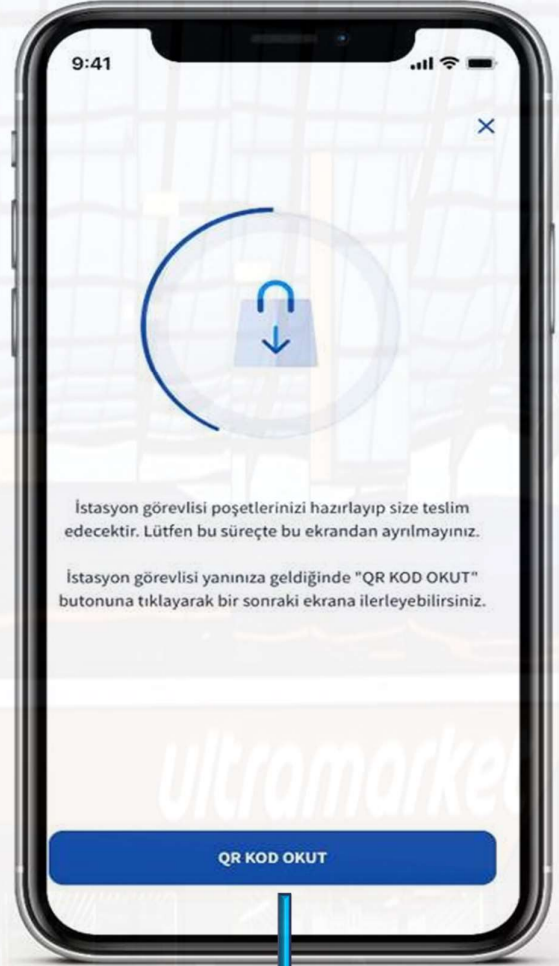 9:41
İstasyon görevlisi poşetlerinizi hazırlayıp size teslim
edecektir. Lütfen bu süreçte bu ekrandan ayrılmayınız.
İstasyon görevlisi yanınıza geldiğinde "QR KOD OKUT"
butonuna tıklayarak bir sonraki ekrana ilerleyebilirsiniz.
ultramarket
QR KOD OKUT